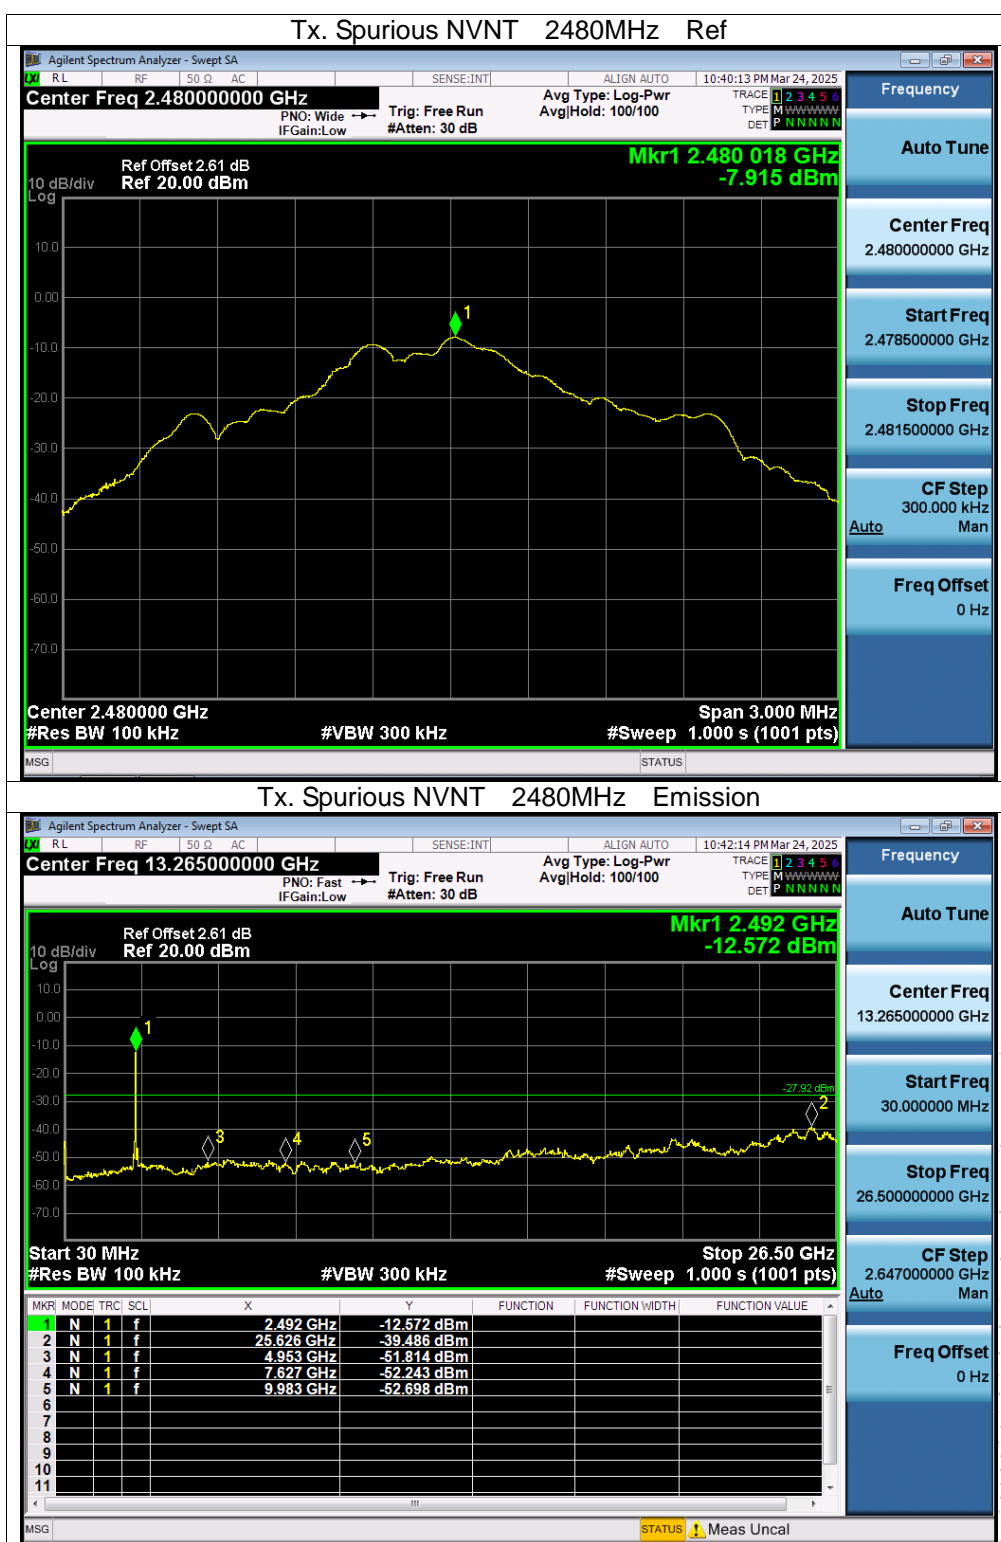 Tx. Spurious NVNT 2480MHz Ref
Agilent Spectrum Analyzer - Swept SA
LXI RL RF 50 Ω AC SENSE:INT ALIGN AUTO 10:40:13 PM Mar 24, 2025
Center Freq 2.480000000 GHz
PNO: Wide
IFGain:Low
Trig: Free Run
#Atten: 30 dB
Avg Type: Log-Pwr
Avg|Hold: 100/100
TRACE 1 2 3 4 5 6
TYPE M W W W W W
DET P N N N N N
Frequency
Auto Tune
Center Freq
2.480000000 GHz
Start Freq
2.478500000 GHz
Stop Freq
2.481500000 GHz
CF Step
300.000 kHz
Auto Man
Freq Offset
0 Hz
Mkr1 2.480 018 GHz
-7.915 dBm
Ref Offset 2.61 dB
10 dB/div Ref 20.00 dBm
Log
10.0
0.00
1
-10.0
-20.0
-30.0
-40.0
-50.0
-60.0
-70.0
Center 2.480000 GHz Span 3.000 MHz
#Res BW 100 kHz #VBW 300 kHz #Sweep 1.000 s (1001 pts)
MSG STATUS
Tx. Spurious NVNT 2480MHz Emission
Agilent Spectrum Analyzer - Swept SA
LXI RL RF 50 Ω AC SENSE:INT ALIGN AUTO 10:42:14 PM Mar 24, 2025
Center Freq 13.265000000 GHz
PNO: Fast
IFGain:Low
Trig: Free Run
#Atten: 30 dB
Avg Type: Log-Pwr
Avg|Hold: 100/100
TRACE 1 2 3 4 5 6
TYPE M W W W W W
DET P N N N N N
Frequency
Auto Tune
Center Freq
13.265000000 GHz
Start Freq
30.000000 MHz
Stop Freq
26.500000000 GHz
CF Step
2.647000000 GHz
Auto Man
Freq Offset
0 Hz
Mkr1 2.492 GHz
-12.572 dBm
Ref Offset 2.61 dB
10 dB/div Ref 20.00 dBm
Log
10.0
0.00
1
-10.0
-20.0
-27.92 dBm
-30.0
2
-40.0
3 4 5
-50.0
-60.0
-70.0
Start 30 MHz Stop 26.50 GHz
#Res BW 100 kHz #VBW 300 kHz #Sweep 1.000 s (1001 pts)
MKR MODE TRC SCL X Y FUNCTION FUNCTION WIDTH FUNCTION VALUE
1 N 1 f 2.492 GHz -12.572 dBm
2 N 1 f 25.626 GHz -39.486 dBm
3 N 1 f 4.953 GHz -51.814 dBm
4 N 1 f 7.627 GHz -52.243 dBm
5 N 1 f 9.983 GHz -52.698 dBm
6
7
8
9
10
11
MSG STATUS Meas Uncal